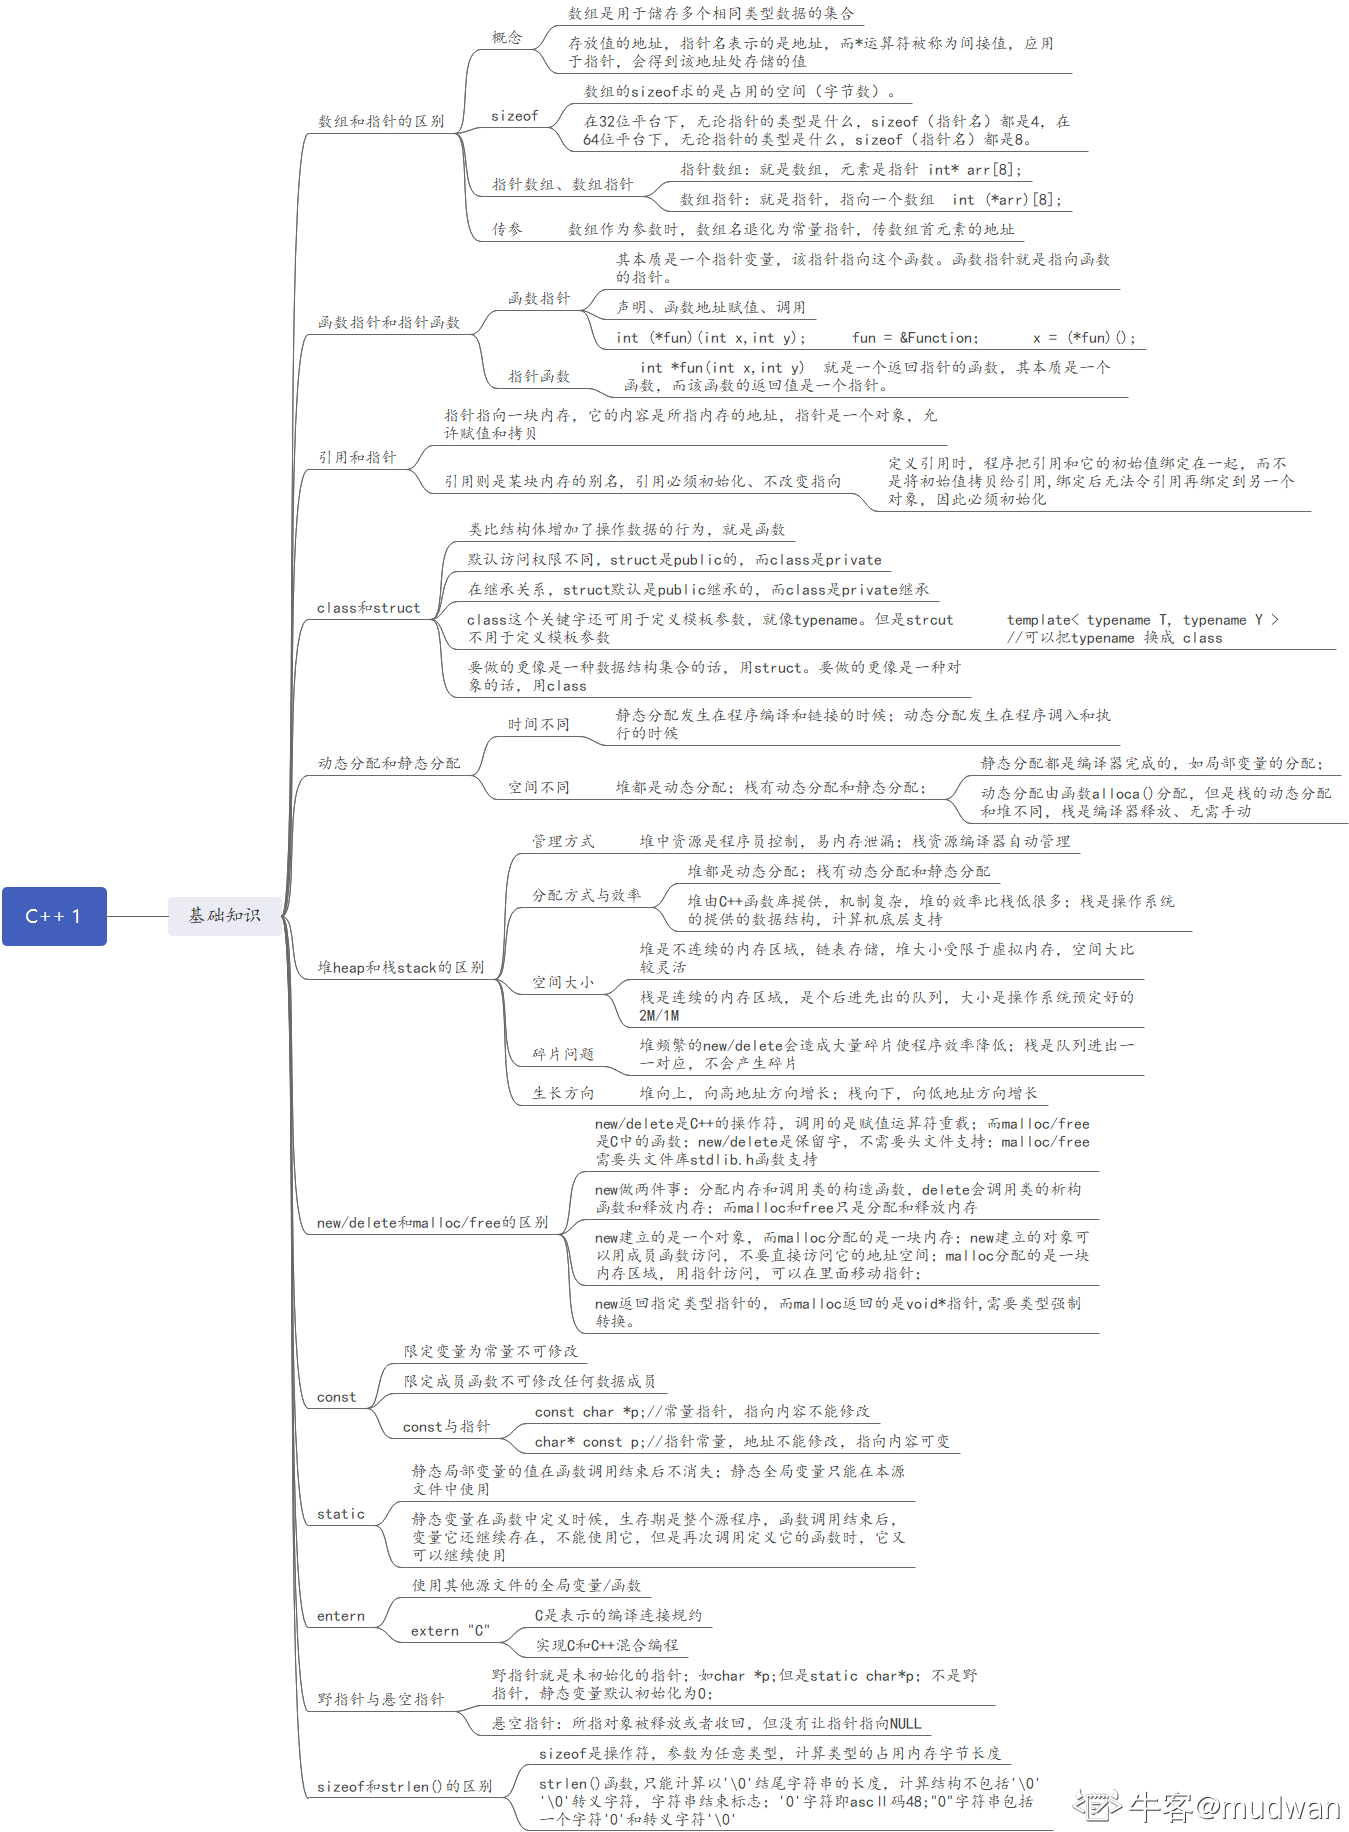 C++ 1
基础知识
数组和指针的区别
概念
数组是用于储存多个相同类型数据的集合
存放值的地址，指针名表示的是地址，而*运算符被称为间接值，应用
于指针，会得到该地址处存储的值
sizeof
数组的sizeof求的是占用的空间（字节数）。
在32位平台下，无论指针的类型是什么，sizeof（指针名）都是4，在
64位平台下，无论指针的类型是什么，sizeof（指针名）都是8。
指针数组、数组指针
指针数组：就是数组，元素是指针 int* arr[8];
数组指针：就是指针，指向一个数组  int (*arr)[8];
传参
数组作为参数时，数组名退化为常量指针，传数组首元素的地址
函数指针和指针函数
函数指针
其本质是一个指针变量，该指针指向这个函数。函数指针就是指向函数
的指针。
声明、函数地址赋值、调用
int (*fun)(int x,int y);      fun = &Function;       x = (*fun)();
指针函数
int *fun(int x,int y)  就是一个返回指针的函数，其本质是一个
函数，而该函数的返回值是一个指针。
引用和指针
指针指向一块内存，它的内容是所指内存的地址，指针是一个对象，允
许赋值和拷贝
引用则是某块内存的别名，引用必须初始化、不改变指向
定义引用时，程序把引用和它的初始值绑定在一起，而不
是将初始值拷贝给引用,绑定后无法令引用再绑定到另一个
对象，因此必须初始化
class和struct
类比结构体增加了操作数据的行为，就是函数
默认访问权限不同，struct是public的，而class是private
在继承关系，struct默认是public继承的，而class是private继承
class这个关键字还可用于定义模板参数，就像typename。但是strcut
不用于定义模板参数
template< typename T, typename Y >
//可以把typename 换成 class
要做的更像是一种数据结构集合的话，用struct。要做的更像是一种对
象的话，用class
动态分配和静态分配
时间不同
静态分配发生在程序编译和链接的时候；动态分配发生在程序调入和执
行的时候
空间不同
堆都是动态分配；栈有动态分配和静态分配；
静态分配都是编译器完成的，如局部变量的分配；
动态分配由函数alloca()分配，但是栈的动态分配
和堆不同，栈是编译器释放、无需手动
堆heap和栈stack的区别
管理方式
堆中资源是程序员控制，易内存泄漏；栈资源编译器自动管理
分配方式与效率
堆都是动态分配；栈有动态分配和静态分配
堆由C++函数库提供，机制复杂，堆的效率比栈低很多；栈是操作系统
的提供的数据结构，计算机底层支持
空间大小
堆是不连续的内存区域，链表存储，堆大小受限于虚拟内存，空间大比
较灵活
栈是连续的内存区域，是个后进先出的队列，大小是操作系统预定好的
2M/1M
碎片问题
堆频繁的new/delete会造成大量碎片使程序效率降低；栈是队列进出一
一对应，不会产生碎片
生长方向
堆向上，向高地址方向增长；栈向下，向低地址方向增长
new/delete和malloc/free的区别
new/delete是C++的操作符，调用的是赋值运算符重载；而malloc/free
是C中的函数；new/delete是保留字，不需要头文件支持；malloc/free
需要头文件库stdlib.h函数支持
new做两件事：分配内存和调用类的构造函数，delete会调用类的析构
函数和释放内存；而malloc和free只是分配和释放内存
new建立的是一个对象，而malloc分配的是一块内存；new建立的对象可
以用成员函数访问，不要直接访问它的地址空间；malloc分配的是一块
内存区域，用指针访问，可以在里面移动指针；
new返回指定类型指针的，而malloc返回的是void*指针,需要类型强制
转换。
const
限定变量为常量不可修改
限定成员函数不可修改任何数据成员
const与指针
const char *p;//常量指针，指向内容不能修改
char* const p;//指针常量，地址不能修改，指向内容可变
static
静态局部变量的值在函数调用结束后不消失；静态全局变量只能在本源
文件中使用
静态变量在函数中定义时候，生存期是整个源程序，函数调用结束后，
变量它还继续存在，不能使用它，但是再次调用定义它的函数时，它又
可以继续使用
entern
使用其他源文件的全局变量/函数
extern "C"
C是表示的编译连接规约
实现C和C++混合编程
野指针与悬空指针
野指针就是未初始化的指针；如char *p;但是static char*p；不是野
指针，静态变量默认初始化为0；
悬空指针：所指对象被释放或者收回，但没有让指针指向NULL
sizeof和strlen()的区别
sizeof是操作符，参数为任意类型，计算类型的占用内存字节长度
strlen()函数,只能计算以'\0'结尾字符串的长度，计算结构不包括'\0'
'\0'转义字符，字符串结束标志；'0'字符即ascⅡ码48;"0"字符串包括
一个字符'0'和转义字符'\0'
牛客@mudwan